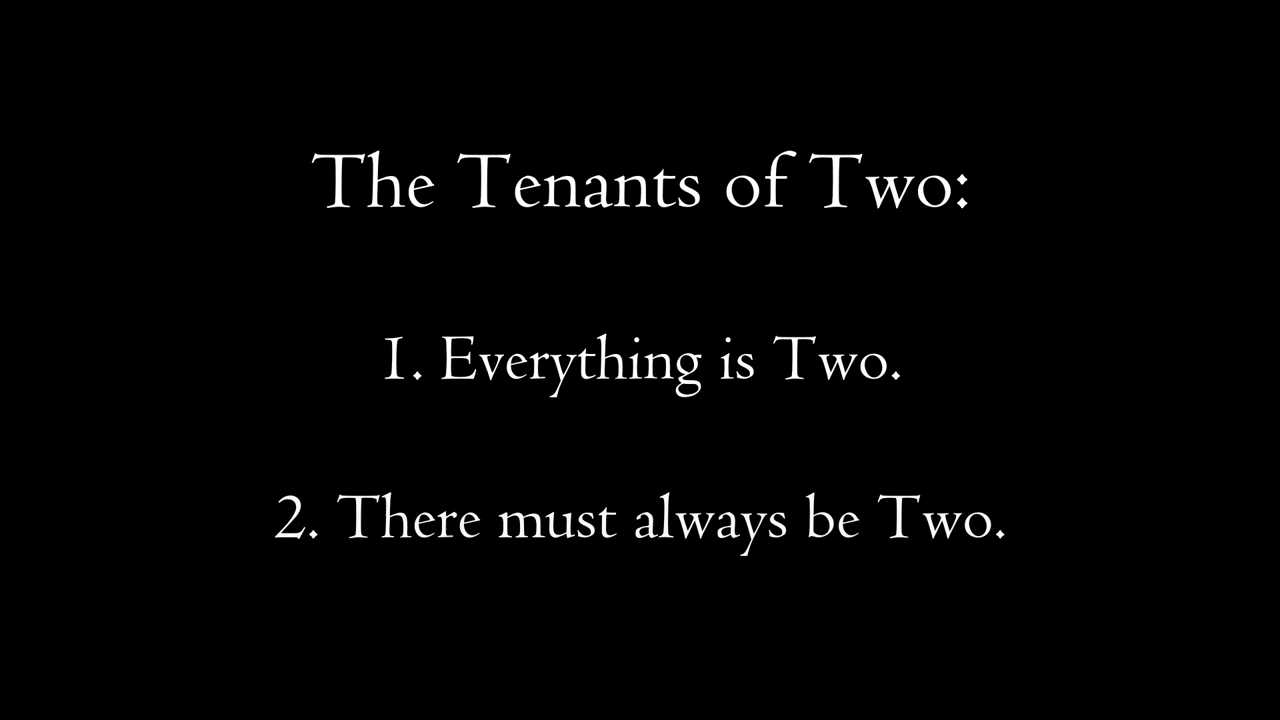 The Tenants of Two:
1. Everything is Two.
2. There must always be Two.